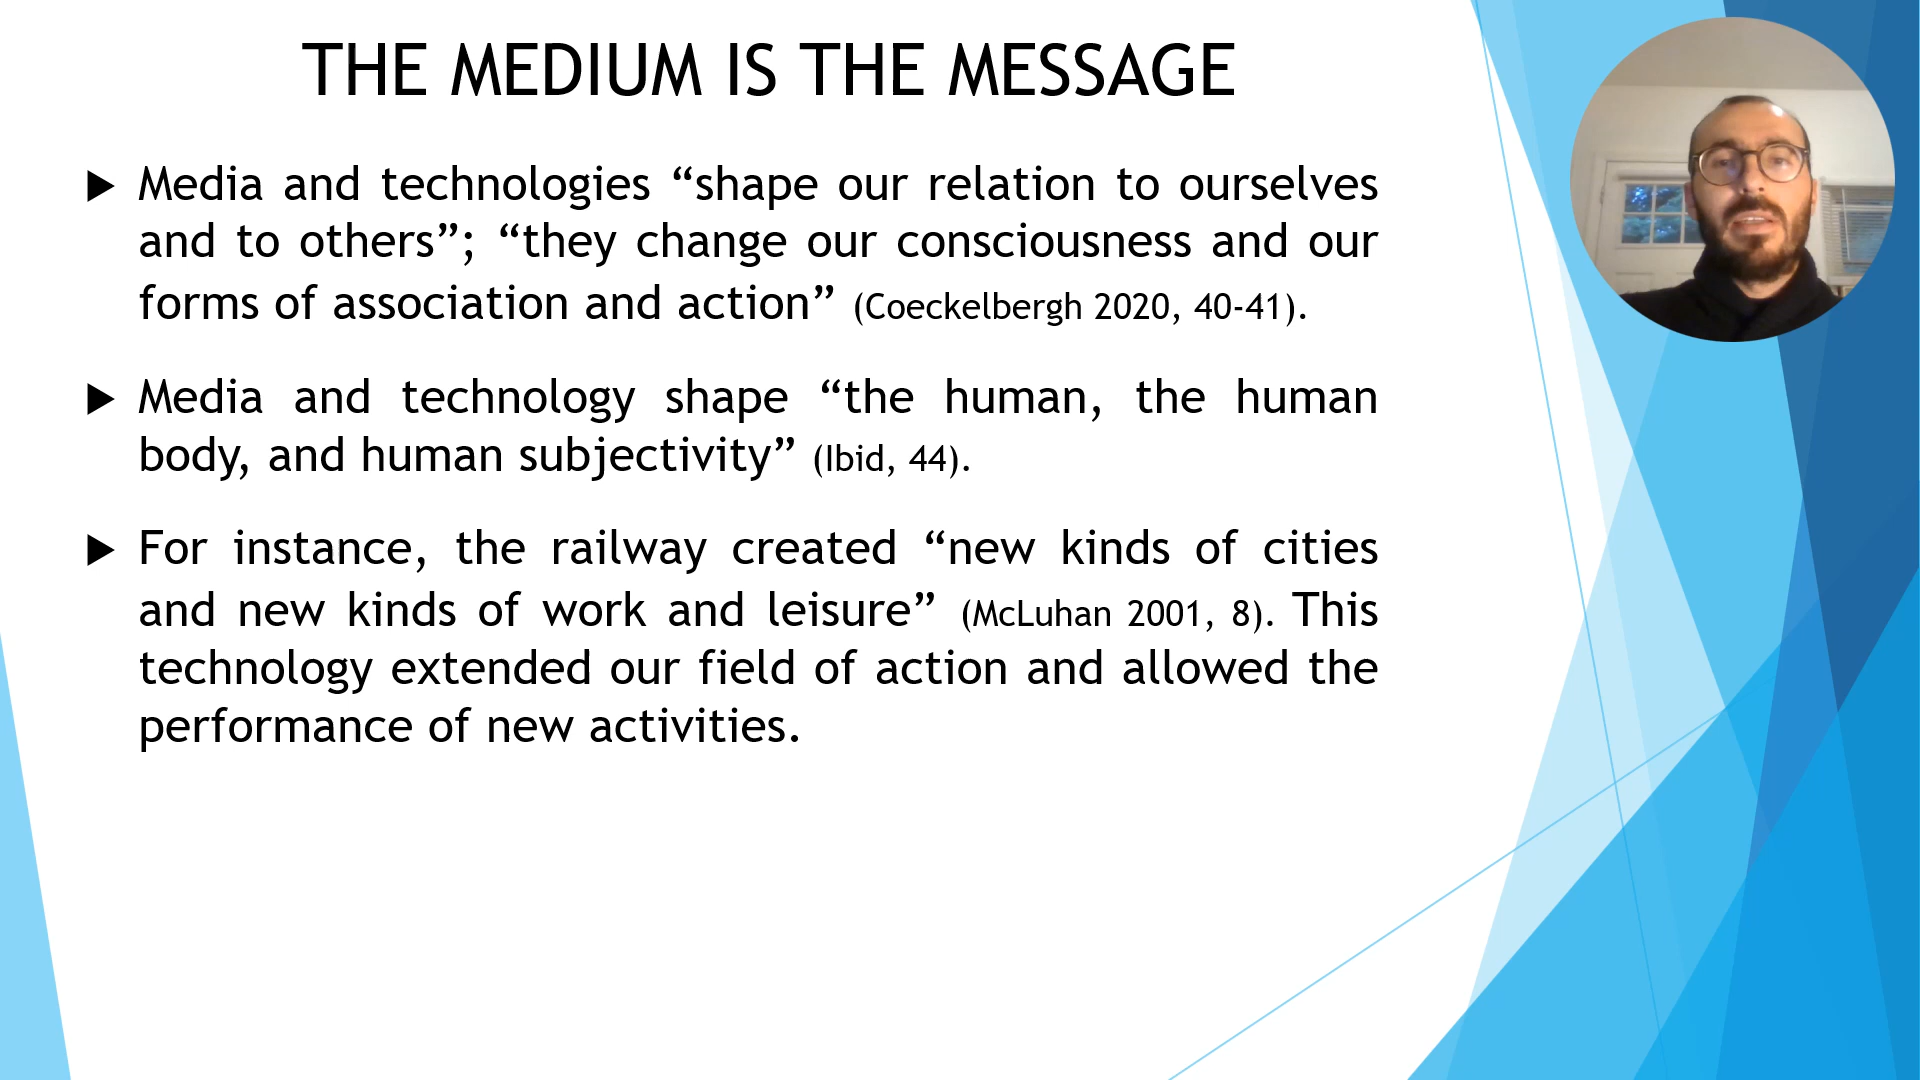 THE MEDIUM IS THE MESSAGE
Media and technologies “shape our relation to ourselves
and to others”; “they change our consciousness and our
forms of association and action” (Coeckelbergh 2020, 40-41).
Media and technology shape “the human, the human
body, and human subjectivity” (Ibid, 44).
For instance, the railway created “new kinds of cities
and new kinds of work and leisure” (McLuhan 2001, 8). This
technology extended our field of action and allowed the
performance of new activities.